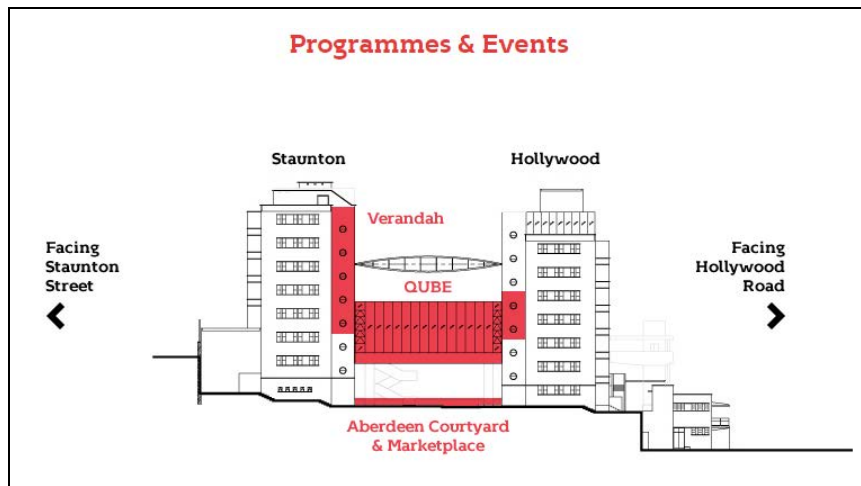 Programmes & Events
Staunton
Hollywood
Verandah
Facing
Staunton
Street
Facing
Hollywood
Road
QUBE
Aberdeen Courtyard
& Marketplace